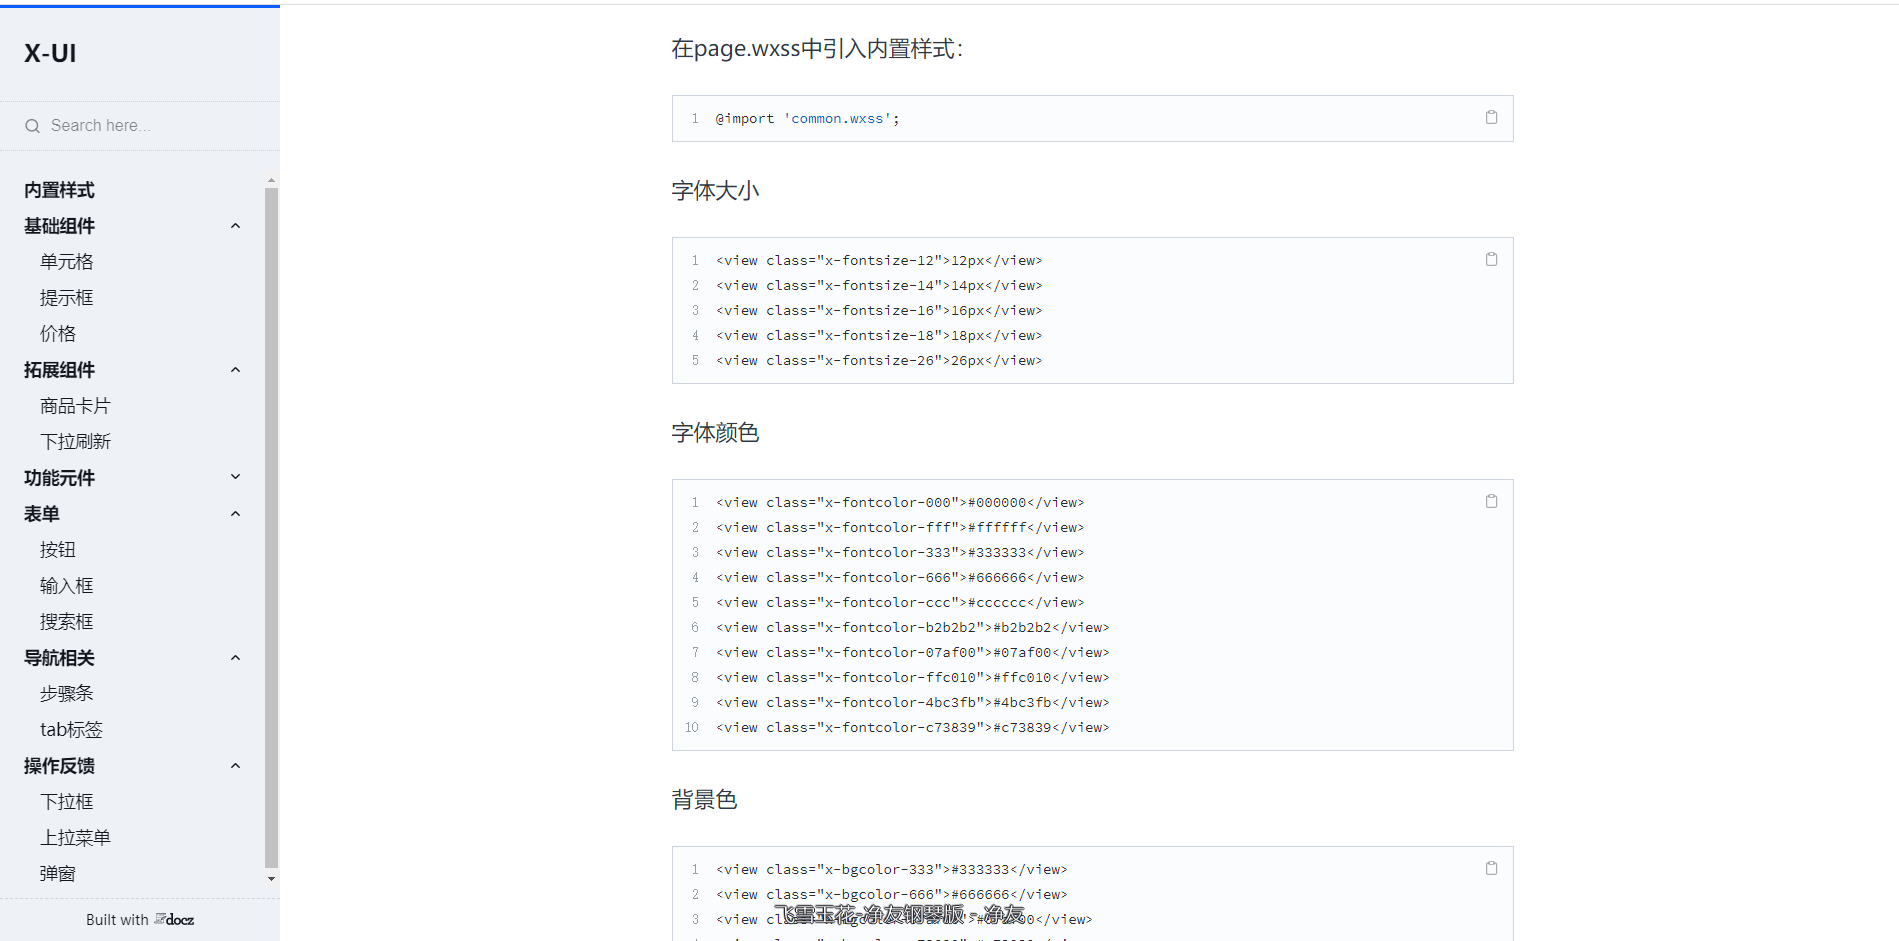 X-UI
Search here...
内置样式
基础组件
单元格
提示框
价格
拓展组件
商品卡片
下拉刷新
功能元件
表单
按钮
输入框
搜索框
导航相关
步骤条
tab标签
操作反馈
下拉框
上拉菜单
弹窗
Built with docz
在page.wxss中引入内置样式：
1 @import 'common.wxss';
字体大小
1 <view class="x-fontsize-12">12px</view>
2 <view class="x-fontsize-14">14px</view>
3 <view class="x-fontsize-16">16px</view>
4 <view class="x-fontsize-18">18px</view>
5 <view class="x-fontsize-26">26px</view>
字体颜色
1 <view class="x-fontcolor-000">#000000</view>
2 <view class="x-fontcolor-fff">#ffffff</view>
3 <view class="x-fontcolor-333">#333333</view>
4 <view class="x-fontcolor-666">#666666</view>
5 <view class="x-fontcolor-ccc">#cccccc</view>
6 <view class="x-fontcolor-b2b2b2">#b2b2b2</view>
7 <view class="x-fontcolor-07af00">#07af00</view>
8 <view class="x-fontcolor-ffc010">#ffc010</view>
9 <view class="x-fontcolor-4bc3fb">#4bc3fb</view>
10 <view class="x-fontcolor-c73839">#c73839</view>
背景色
1 <view class="x-bgcolor-333">#333333</view>
2 <view class="x-bgcolor-666">#666666</view>
3 <view
飞雪玉花-净友钢琴版 - 净友